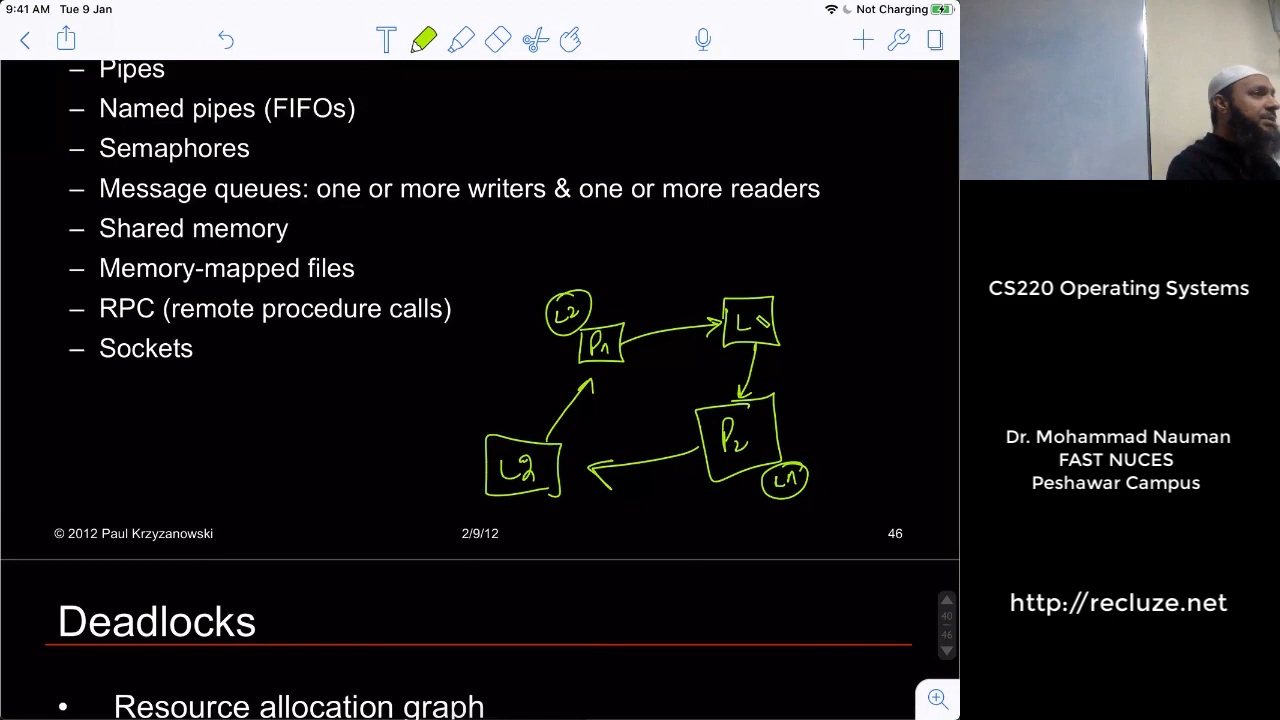 9:41 AM Tue 9 Jan
Not Charging
– Pipes
– Named pipes (FIFOs)
– Semaphores
– Message queues: one or more writers & one or more readers
– Shared memory
– Memory-mapped files
– RPC (remote procedure calls)
– Sockets
L2
P1
L
P2
L2
L1
© 2012 Paul Krzyzanowski
2/9/12
46
40
46
Deadlocks
• Resource allocation graph
CS220 Operating Systems
Dr. Mohammad Nauman
FAST NUCES
Peshawar Campus
http://recluze.net